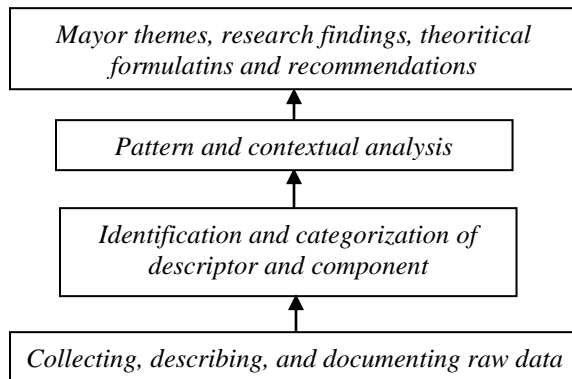 Mayor themes, research findings, theoritical
formulatins and recommendations
Pattern and contextual analysis
Identification and categorization of
descriptor and component
Collecting, describing, and documenting raw data